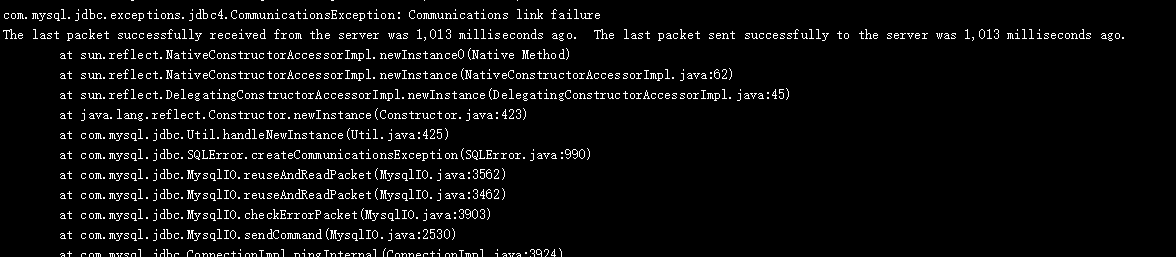 com.mysql.jdbc.exceptions.jdbc4.CommunicationsException: Communications link failure
The last packet successfully received from the server was 1,013 milliseconds ago.  The last packet sent successfully to the server was 1,013 milliseconds ago.
at sun.reflect.NativeConstructorAccessorImpl.newInstance0(Native Method)
at sun.reflect.NativeConstructorAccessorImpl.newInstance(NativeConstructorAccessorImpl.java:62)
at sun.reflect.DelegatingConstructorAccessorImpl.newInstance(DelegatingConstructorAccessorImpl.java:45)
at java.lang.reflect.Constructor.newInstance(Constructor.java:423)
at com.mysql.jdbc.Util.handleNewInstance(Util.java:425)
at com.mysql.jdbc.SQLError.createCommunicationsException(SQLError.java:990)
at com.mysql.jdbc.MysqlIO.reuseAndReadPacket(MysqlIO.java:3562)
at com.mysql.jdbc.MysqlIO.reuseAndReadPacket(MysqlIO.java:3462)
at com.mysql.jdbc.MysqlIO.checkErrorPacket(MysqlIO.java:3903)
at com.mysql.jdbc.MysqlIO.sendCommand(MysqlIO.java:2530)
at com.mysql.jdbc.ConnectionImpl.pingInternal(ConnectionImpl.java:3924)